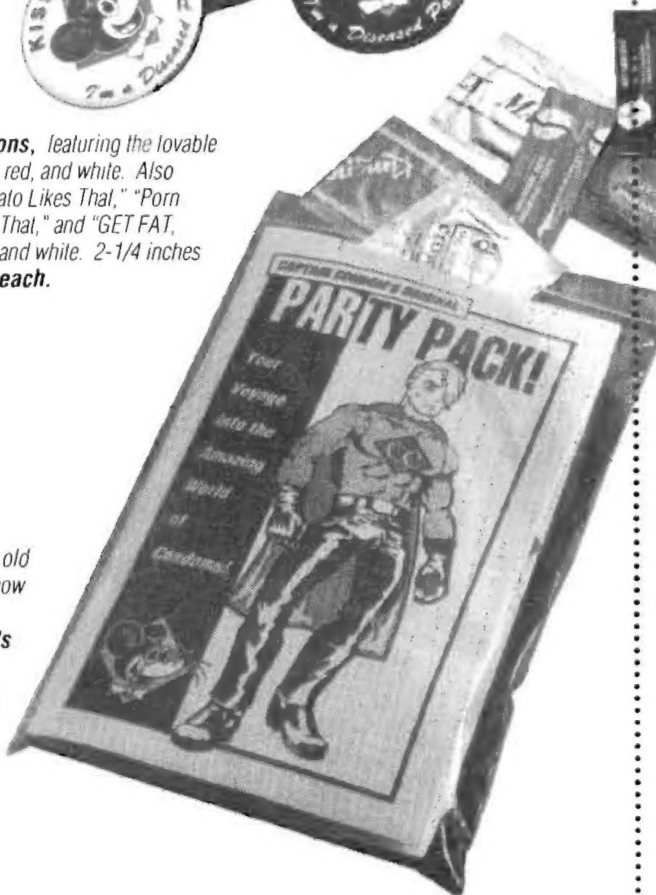 KISS
I'm a Diseased
I'm a Diseased
ons, featuring the lovable
red, and white. Also
ato Likes That," "Porn
That," and "GET FAT,
and white. 2-1/4 inches
each.
CAPTAIN CONDOM'S ORIGINAL
PARTY PACK!
Your
Voyage
into the
Amazing
World
of
Condoms!
old
ow
s